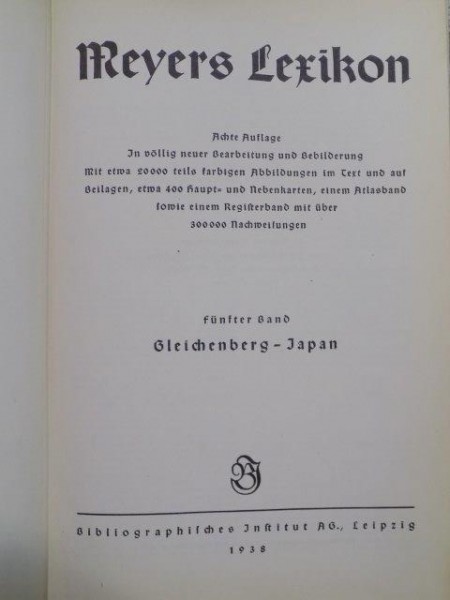 Meyers Lexikon
Achte Auflage
In völlig neuer Bearbeitung und Bebilderung
Mit etwa 20000 teils farbigen Abbildungen im Text und auf
Beilagen, etwa 400 Haupt= und Nebenkarten, einem Atlasband
sowie einem Registerband mit über
300000 Nachweisungen
Fünfter Band
Gleichenberg – Japan
BI
Bibliographisches Institut AG., Leipzig
1938